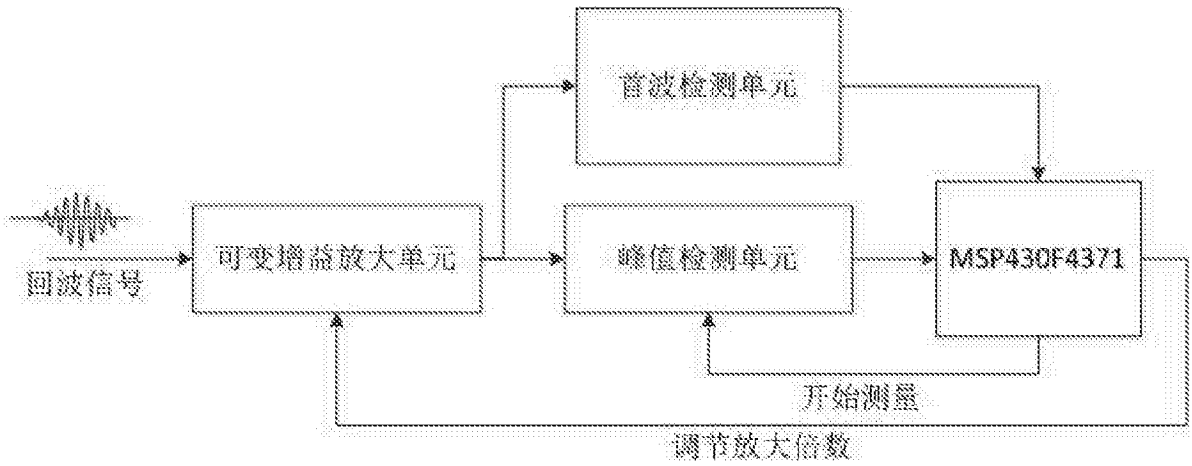 首波检测单元
回波信号
可变增益放大单元
峰值检测单元
MSP430F4371
开始测量
调节放大倍数